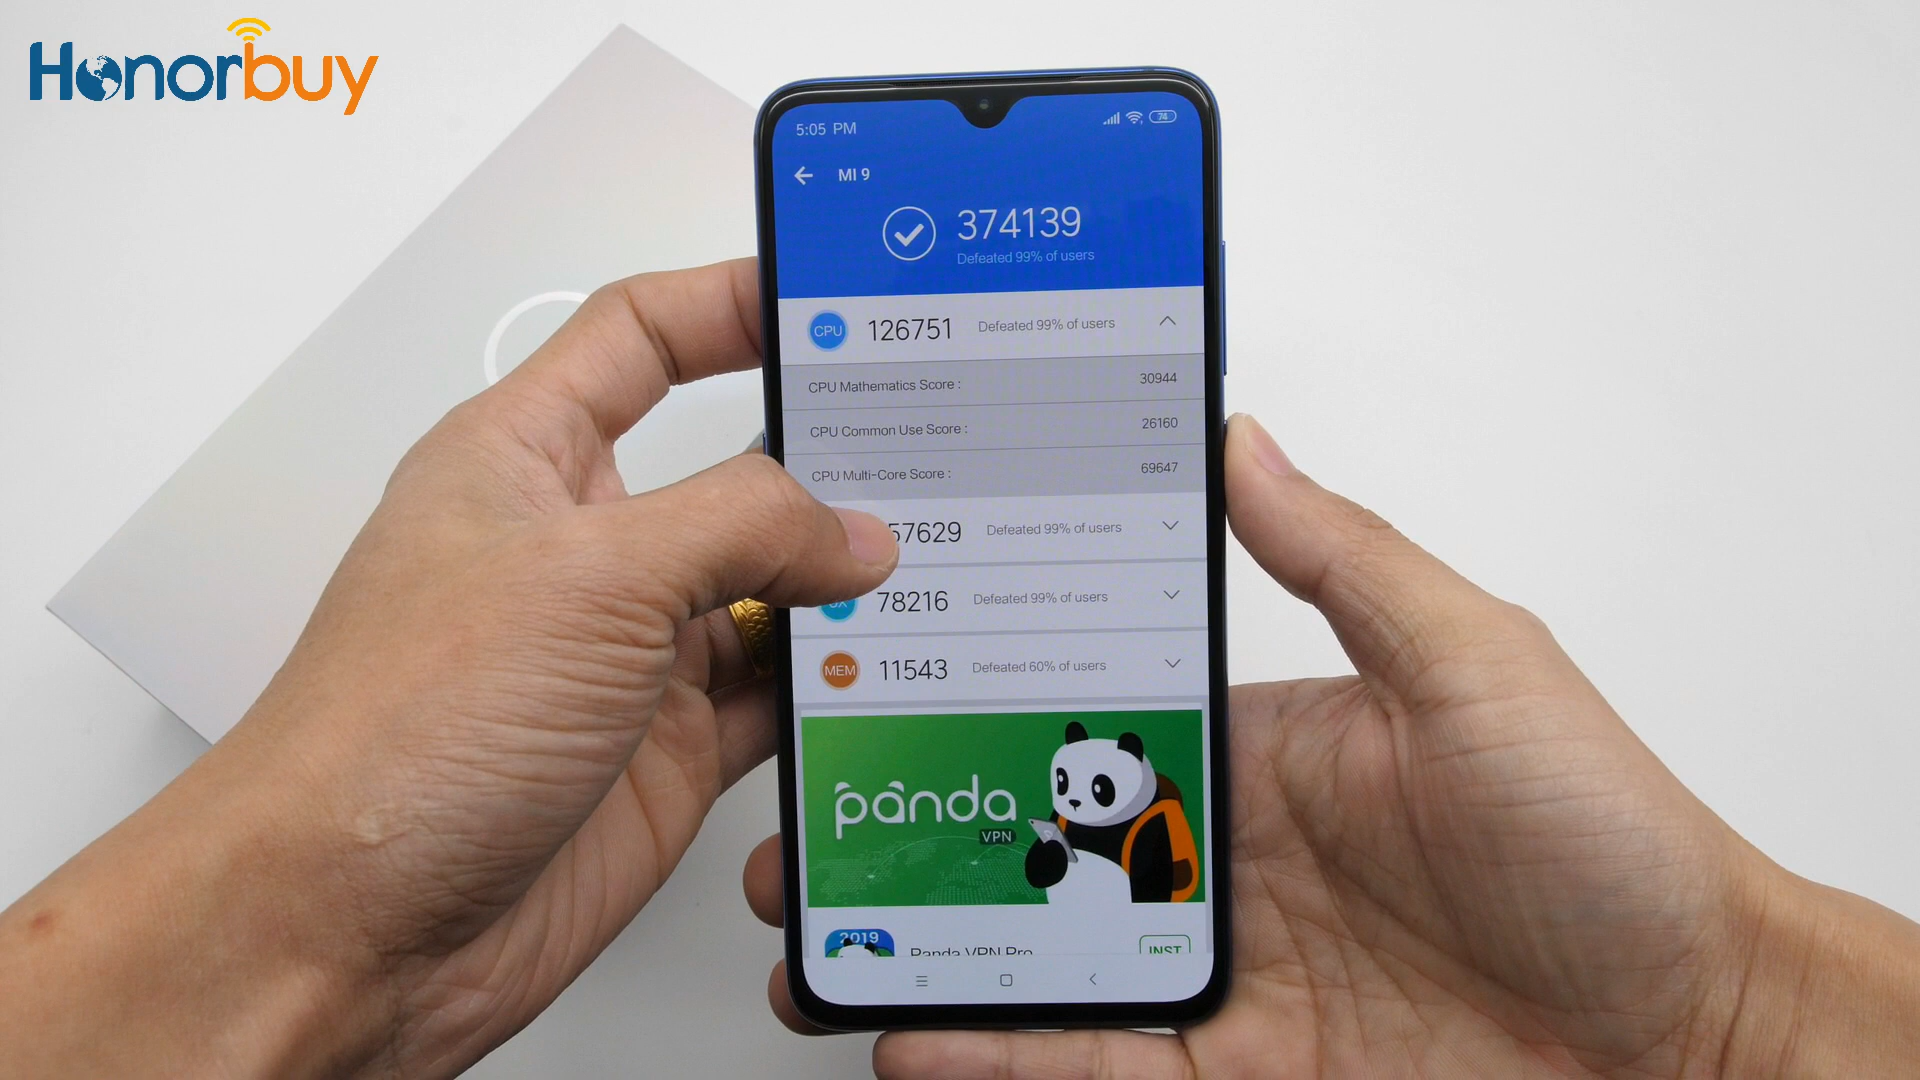 Honorbuy
5:05 PM
74
MI 9
374139
Defeated 99% of users
CPU 126751 Defeated 99% of users
CPU Mathematics Score : 30944
CPU Common Use Score : 26160
CPU Multi-Core Score : 69647
57629 Defeated 99% of users
78216 Defeated 99% of users
MEM 11543 Defeated 60% of users
panda
VPN
2019
Panda VPN Pro
INST